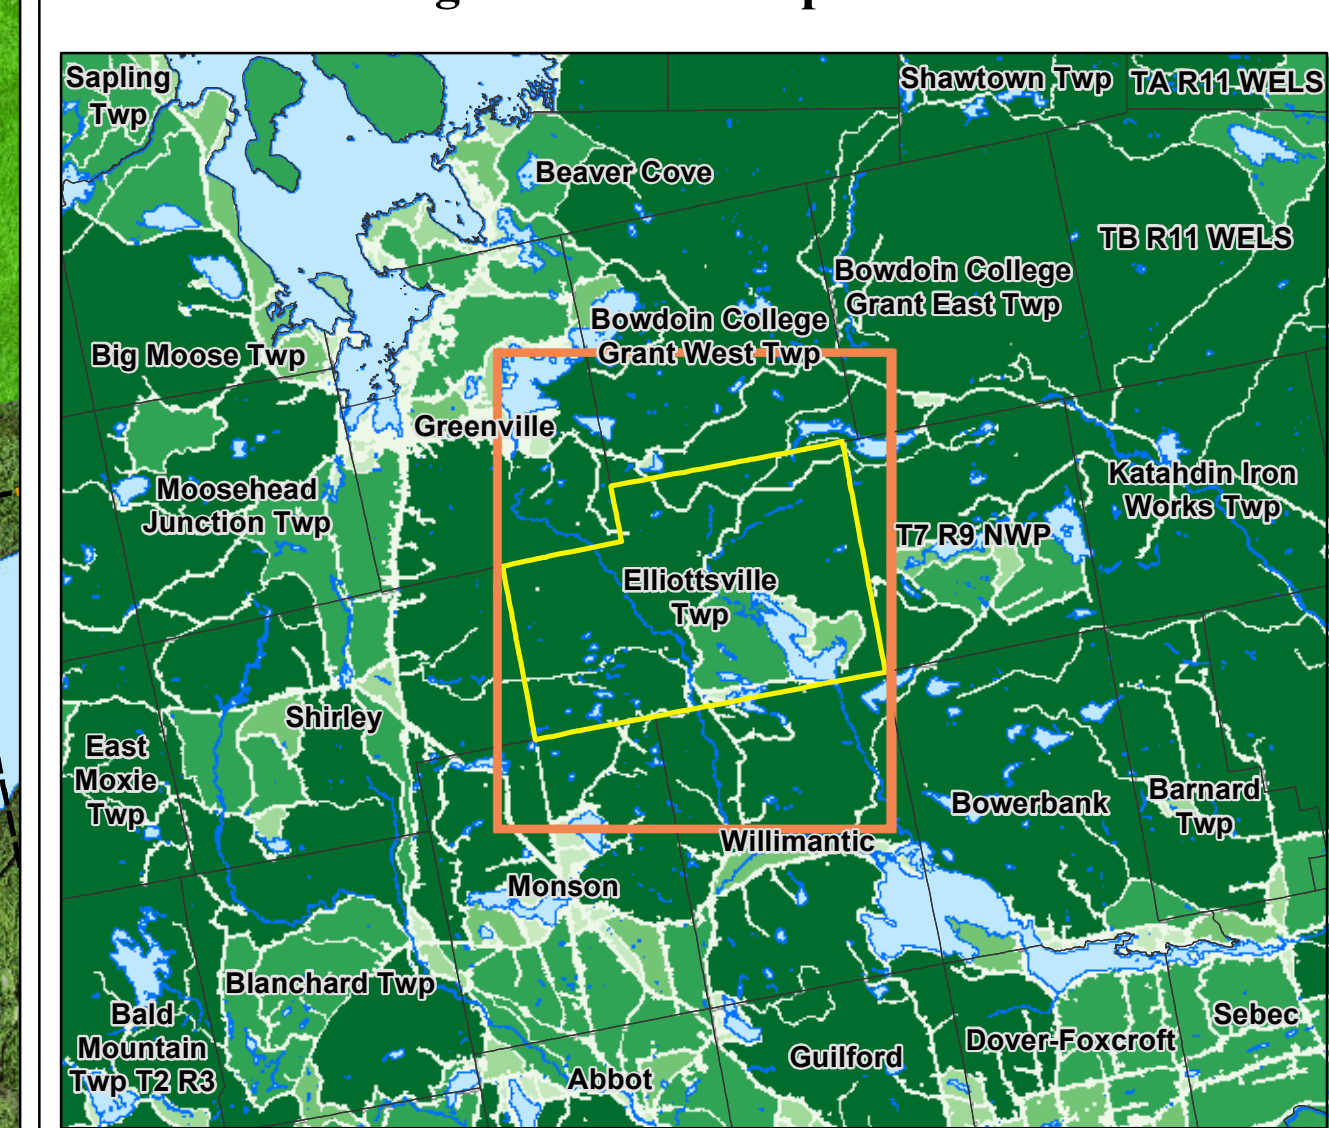 Sapling
Twp
Shawtown Twp
TA R11 WELS
Beaver Cove
TB R11 WELS
Bowdoin College
Grant East Twp
Bowdoin College
Grant West Twp
Big Moose Twp
Greenville
Moosehead
Junction Twp
Katahdin Iron
Works Twp
T7 R9 NWP
Elliottsville
Twp
Shirley
East
Moxie
Twp
Bowerbank
Barnard
Twp
Willimantic
Monson
Blanchard Twp
Bald
Mountain
Twp T2 R3
Sebec
Dover-Foxcroft
Guilford
Abbot